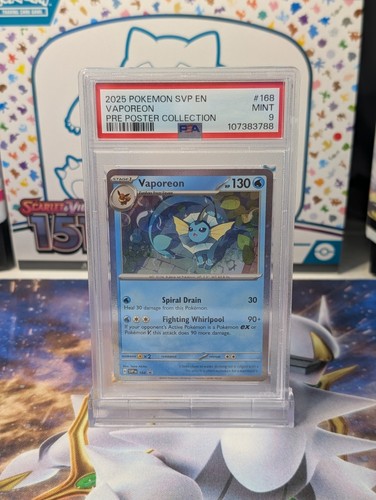 2025 POKEMON SVP EN #168
VAPOREON MINT
PRE POSTER COLLECTION 9
PSA 107383788
Vaporeon HP 130
Spiral Drain 30
Heal 30 damage from this Pokémon.
Fighting Whirlpool 90+
If your opponent's Active Pokémon is a Pokémon ex or
Pokémon V, this attack does 90 more damage.
SCARLET & VIOLET
151